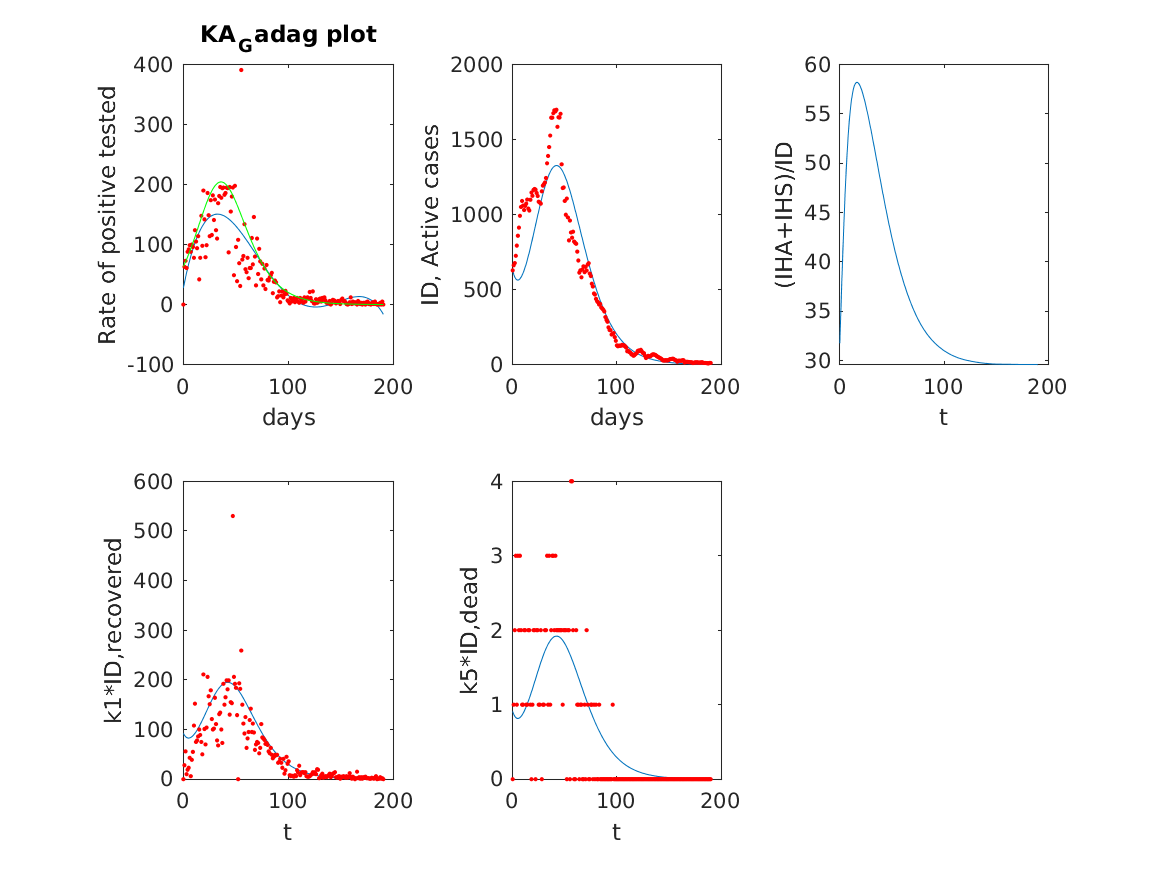 KA_Gadag plot
Rate of positive tested
400
300
200
100
0
-100
0 100 200
days
ID, Active cases
2000
1500
1000
500
0
0 100 200
days
(IHA+IHS)/ID
60
55
50
45
40
35
30
0 100 200
t
k1*ID,recovered
600
500
400
300
200
100
0
0 100 200
t
k5*ID,dead
4
3
2
1
0
0 100 200
t